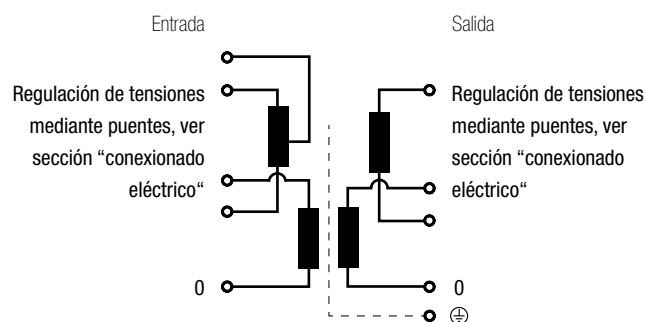 Entrada
Salida
Regulación de tensiones
mediante puentes, ver
sección “conexionado
eléctrico“
Regulación de tensiones
mediante puentes, ver
sección “conexionado
eléctrico“
0
0